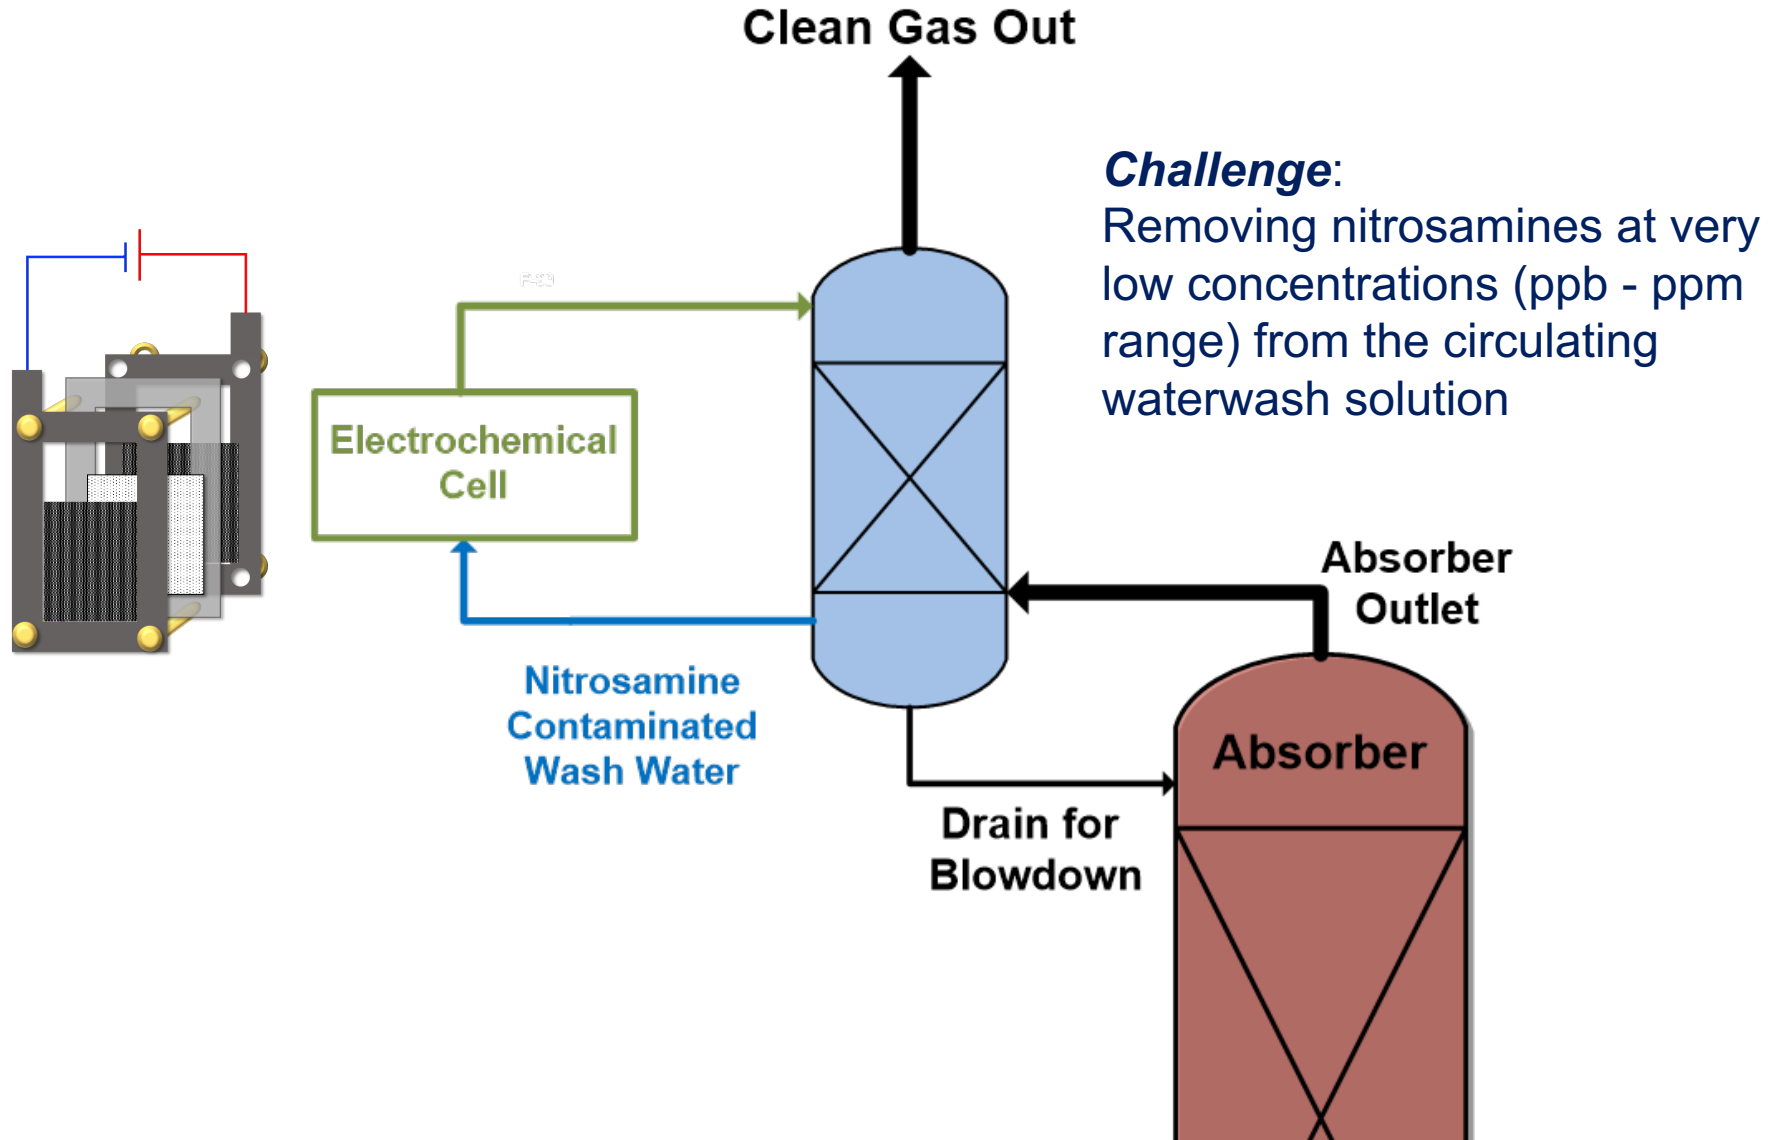 Clean Gas Out
Challenge:
Removing nitrosamines at very
low concentrations (ppb - ppm
range) from the circulating
waterwash solution
Electrochemical
Cell
Absorber
Outlet
Nitrosamine
Contaminated
Wash Water
Absorber
Drain for
Blowdown